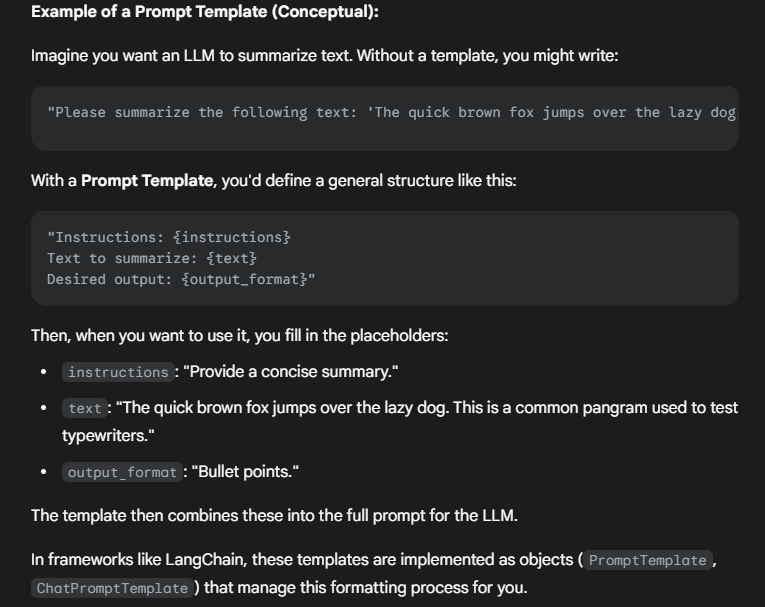 Example of a Prompt Template (Conceptual):
Imagine you want an LLM to summarize text. Without a template, you might write:
"Please summarize the following text: 'The quick brown fox jumps over the lazy dog
With a Prompt Template, you'd define a general structure like this:
"Instructions: {instructions}
Text to summarize: {text}
Desired output: {output_format}"
Then, when you want to use it, you fill in the placeholders:
• instructions: "Provide a concise summary."
• text: "The quick brown fox jumps over the lazy dog. This is a common pangram used to test
typewriters."
• output_format: "Bullet points."
The template then combines these into the full prompt for the LLM.
In frameworks like LangChain, these templates are implemented as objects ( PromptTemplate,
ChatPromptTemplate) that manage this formatting process for you.